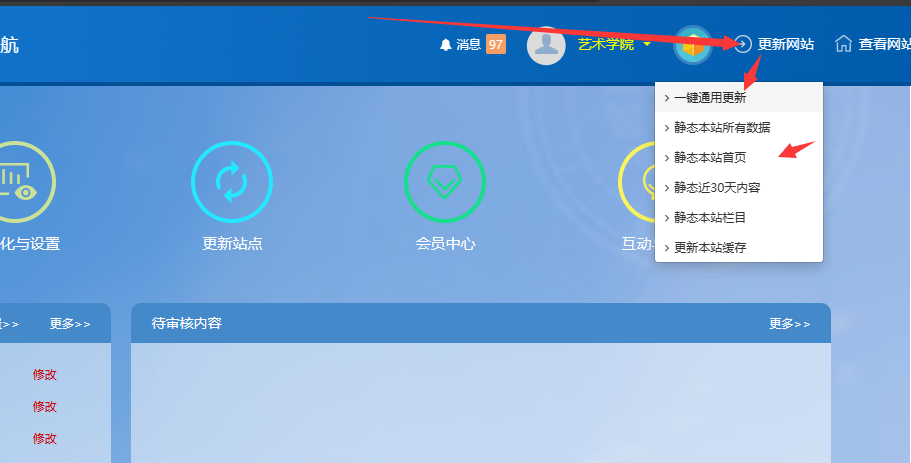 航
消息 97
艺术学院
更新网站
查看网站
一键通用更新
静态本站所有数据
静态本站首页
静态近30天内容
静态本站栏目
更新本站缓存
化与设置
更新站点
会员中心
互动
>>
更多>>
待审核内容
更多>>
修改
修改
修改